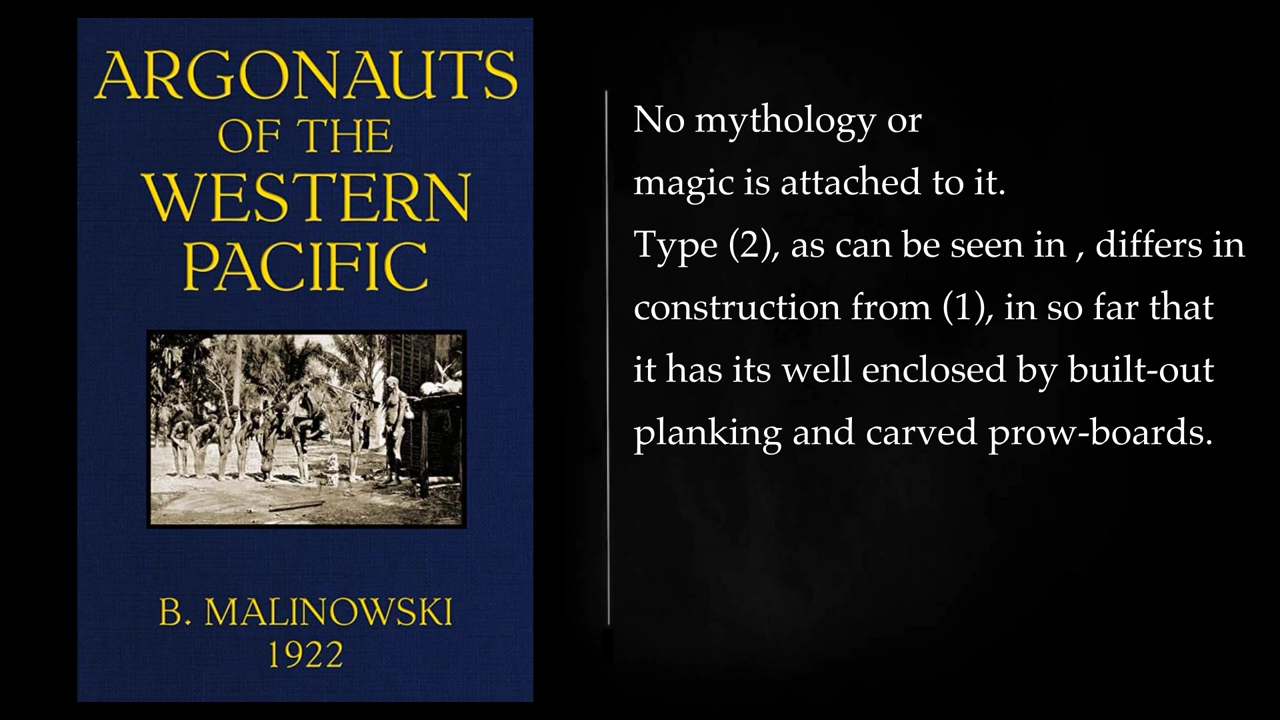 ARGONAUTS
OF THE
WESTERN
PACIFIC
B. MALINOWSKI
1922
No mythology or
magic is attached to it.
Type (2), as can be seen in , differs in
construction from (1), in so far that
it has its well enclosed by built-out
planking and carved prow-boards.